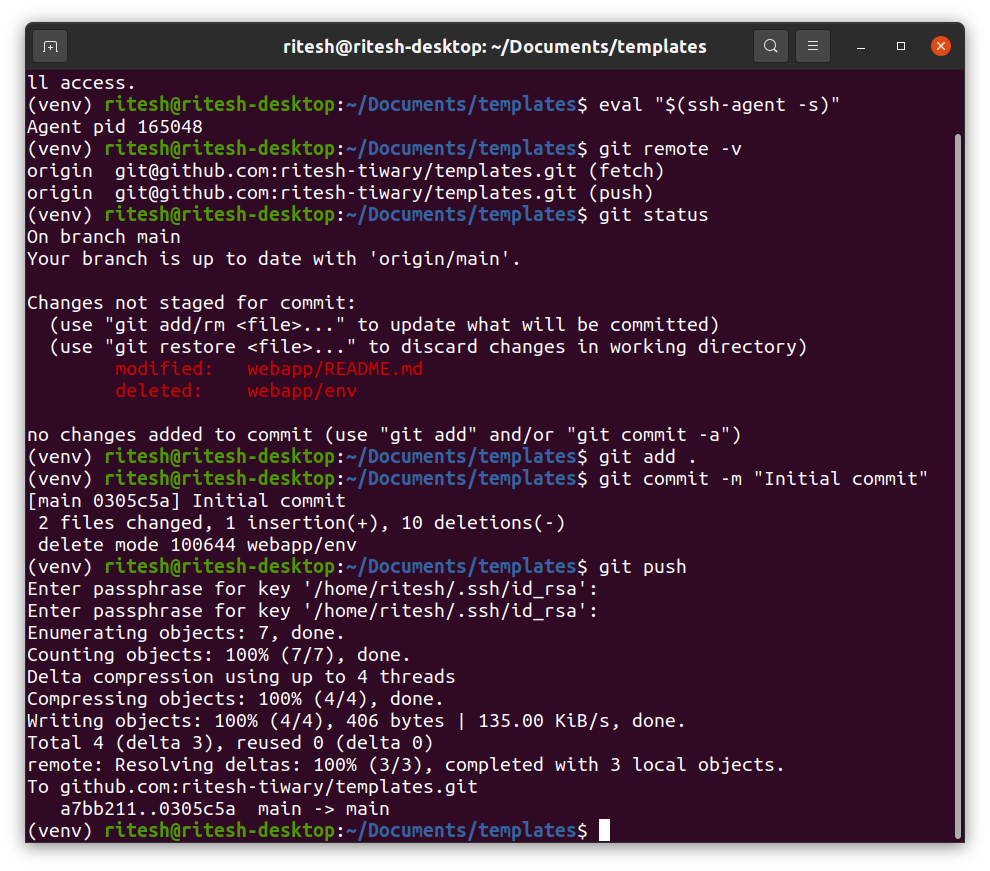 ritesh@ritesh-desktop: ~/Documents/templates
ll access.
(venv) ritesh@ritesh-desktop:~/Documents/templates$ eval "$(ssh-agent -s)"
Agent pid 165048
(venv) ritesh@ritesh-desktop:~/Documents/templates$ git remote -v
origin  git@github.com:ritesh-tiwary/templates.git (fetch)
origin  git@github.com:ritesh-tiwary/templates.git (push)
(venv) ritesh@ritesh-desktop:~/Documents/templates$ git status
On branch main
Your branch is up to date with 'origin/main'.

Changes not staged for commit:
  (use "git add/rm <file>..." to update what will be committed)
  (use "git restore <file>..." to discard changes in working directory)
        modified:   webapp/README.md
        deleted:    webapp/env

no changes added to commit (use "git add" and/or "git commit -a")
(venv) ritesh@ritesh-desktop:~/Documents/templates$ git add .
(venv) ritesh@ritesh-desktop:~/Documents/templates$ git commit -m "Initial commit"
[main 0305c5a] Initial commit
 2 files changed, 1 insertion(+), 10 deletions(-)
 delete mode 100644 webapp/env
(venv) ritesh@ritesh-desktop:~/Documents/templates$ git push
Enter passphrase for key '/home/ritesh/.ssh/id_rsa':
Enter passphrase for key '/home/ritesh/.ssh/id_rsa':
Enumerating objects: 7, done.
Counting objects: 100% (7/7), done.
Delta compression using up to 4 threads
Compressing objects: 100% (4/4), done.
Writing objects: 100% (4/4), 406 bytes | 135.00 KiB/s, done.
Total 4 (delta 3), reused 0 (delta 0)
remote: Resolving deltas: 100% (3/3), completed with 3 local objects.
To github.com:ritesh-tiwary/templates.git
   a7bb211..0305c5a  main -> main
(venv) ritesh@ritesh-desktop:~/Documents/templates$